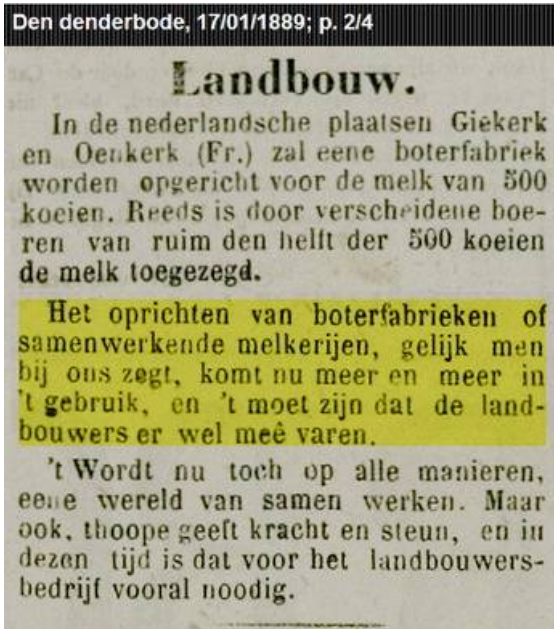 Den denderbode, 17/01/1889; p. 2/4
Landbouw.
In de nederlandsche plaatsen Giekerk
en Oenkerk (Fr.) zal eene boterfabriek
worden opgericht voor de melk van 500
koeien. Reeds is door verscheidene boe-
ren van ruim den helft der 500 koeien
de melk toegezegd.
Het oprichten van boterfabrieken of
samenwerkende melkerijen, gelijk men
bij ons zegt, komt nu meer en meer in
't gebruik, en 't moet zijn dat de land-
bouwers er wel meê varen.
't Wordt nu toch op alle manieren,
eene wereld van samen werken. Maar
ook, thoope geeft kracht en steun, en in
dezen tijd is dat voor het landbouwers-
bedrijf vooral noodig.